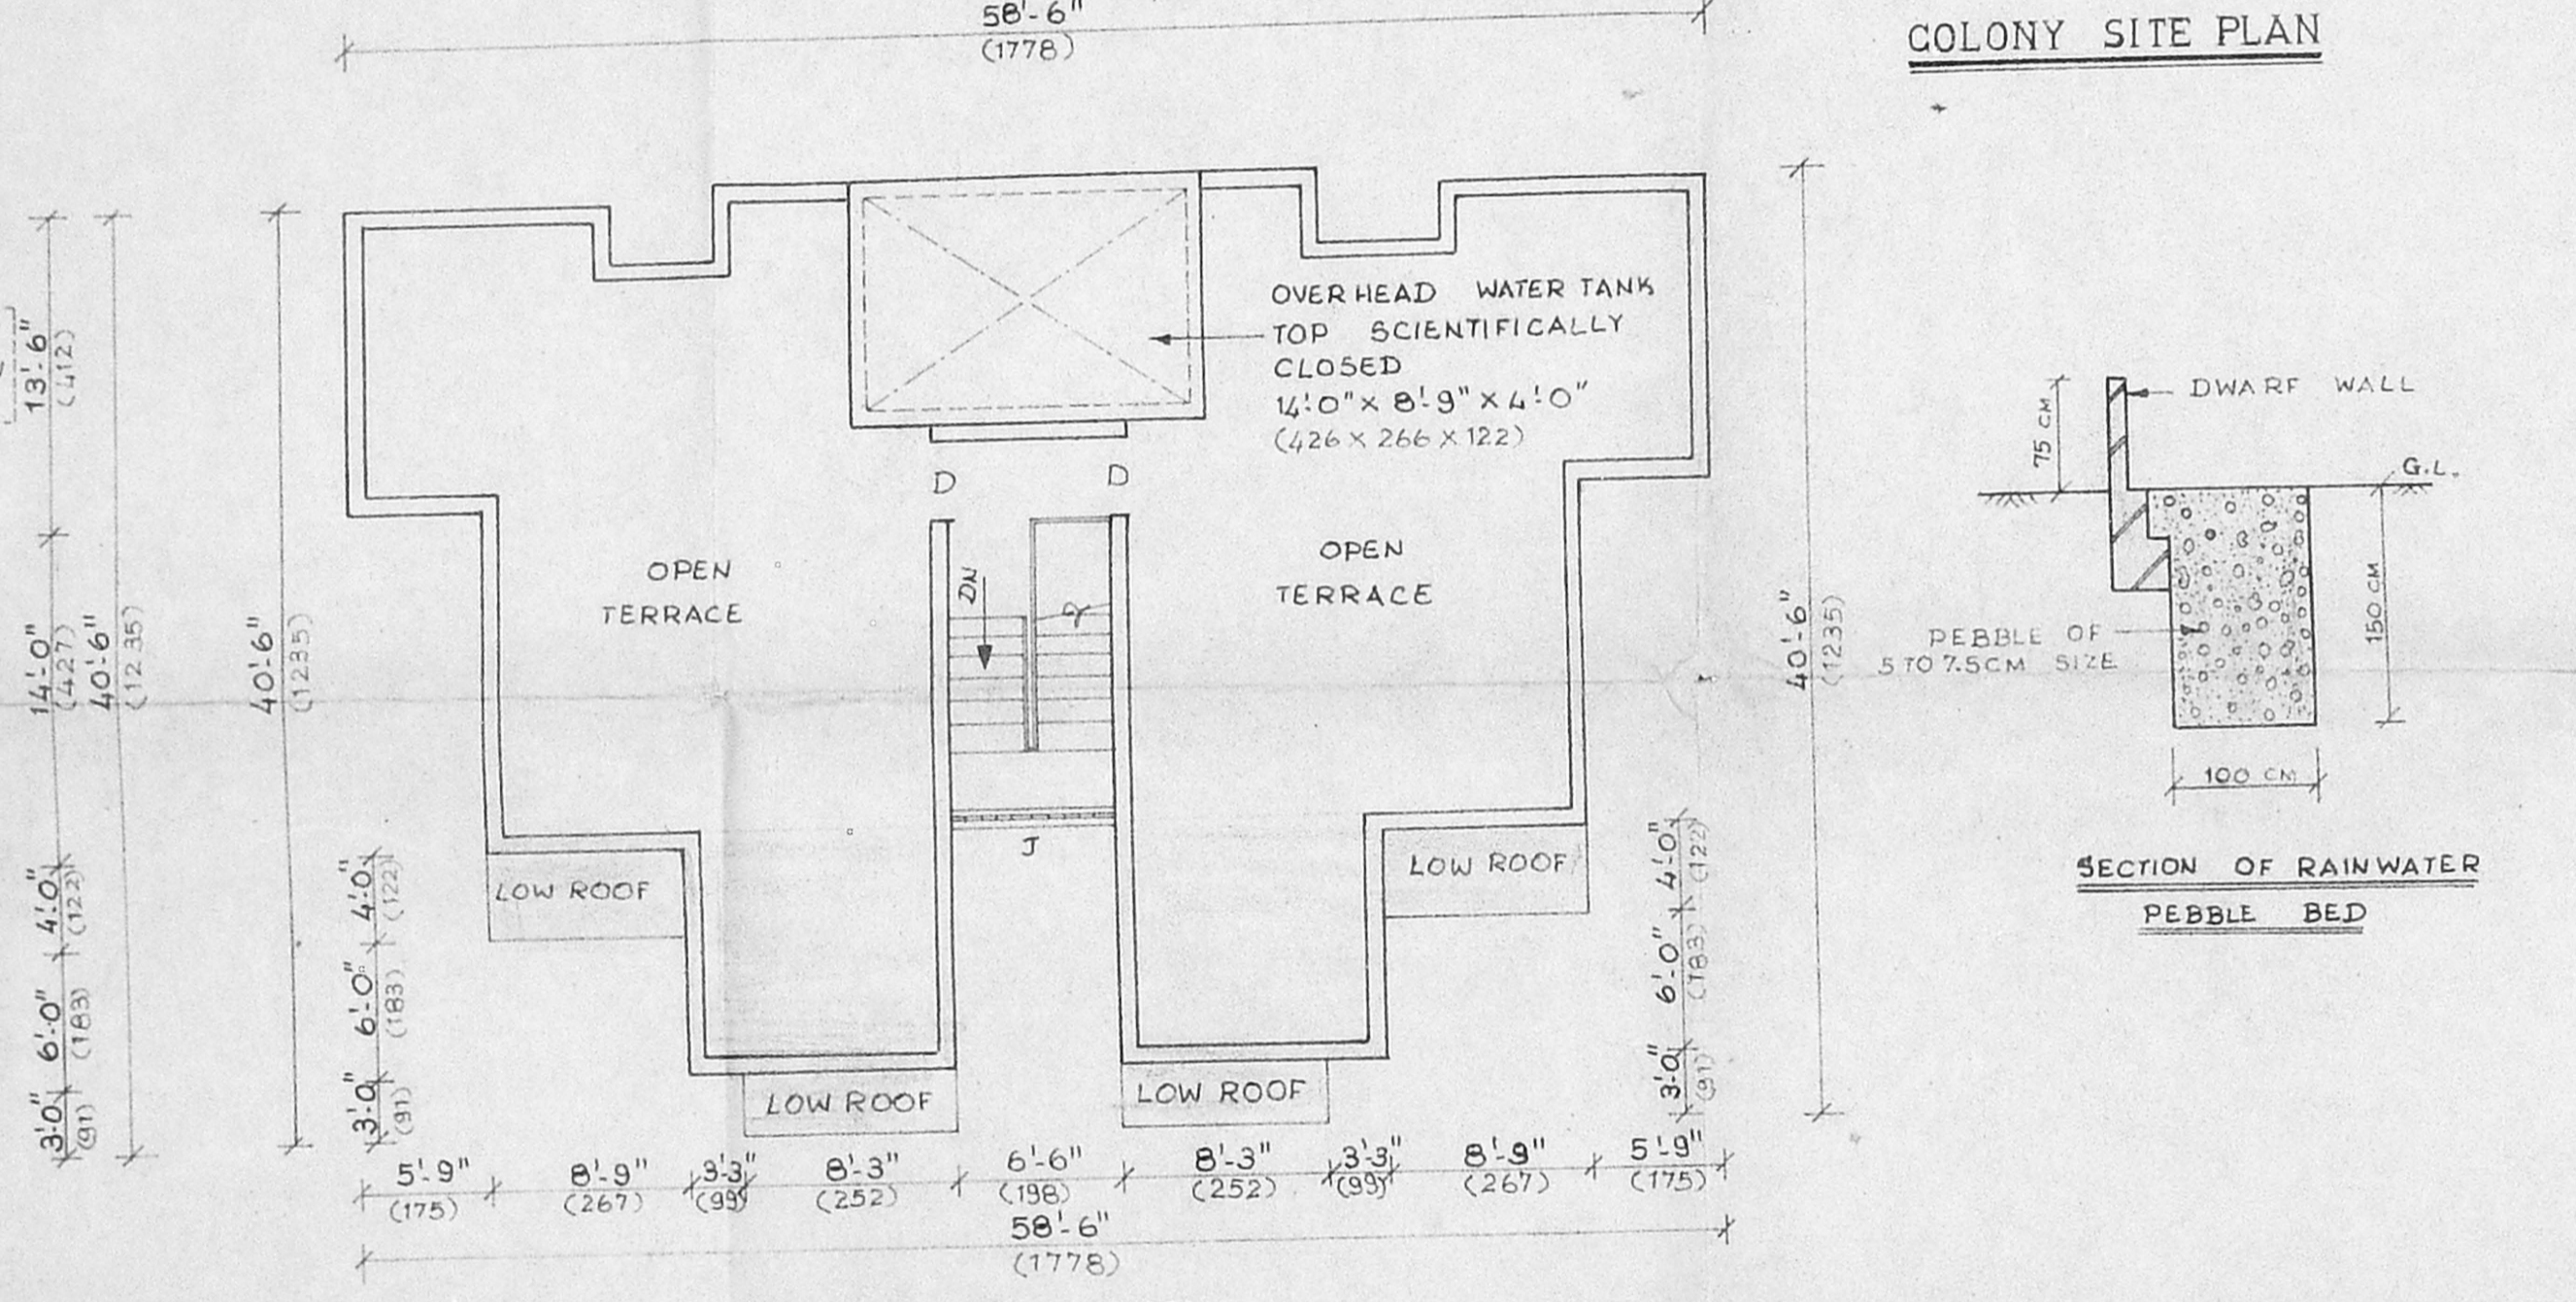 58'-6"
(1778)
COLONY SITE PLAN
13'-6"
(412)
14'-0"
(427)
40'-6"
(1235)
4'-0"
(122)
6'-0"
(183)
3'-0"
(91)
40'-6"
(1235)
4'-0"
(122)
6'-0"
(183)
3'-0"
(91)
OVER HEAD WATER TANK
TOP SCIENTIFICALLY
CLOSED
14'-0" X 8'-9" X 4'-0"
(426 X 266 X 122)
D
D
OPEN
TERRACE
DN
OPEN
TERRACE
J
LOW ROOF
LOW ROOF
LOW ROOF
LOW ROOF
4'-0"
(122)
6'-0"
(183)
3'-0"
(91)
40'-6"
(1235)
5'-9"
(175)
8'-9"
(267)
3'-3"
(99)
8'-3"
(252)
6'-6"
(198)
8'-3"
(252)
3'-3"
(99)
8'-9"
(267)
5'-9"
(175)
58'-6"
(1778)
75 CM
DWARF WALL
G.L.
150 CM
PEBBLE OF
5 TO 7.5CM SIZE
100 CM
SECTION OF RAINWATER
PEBBLE BED